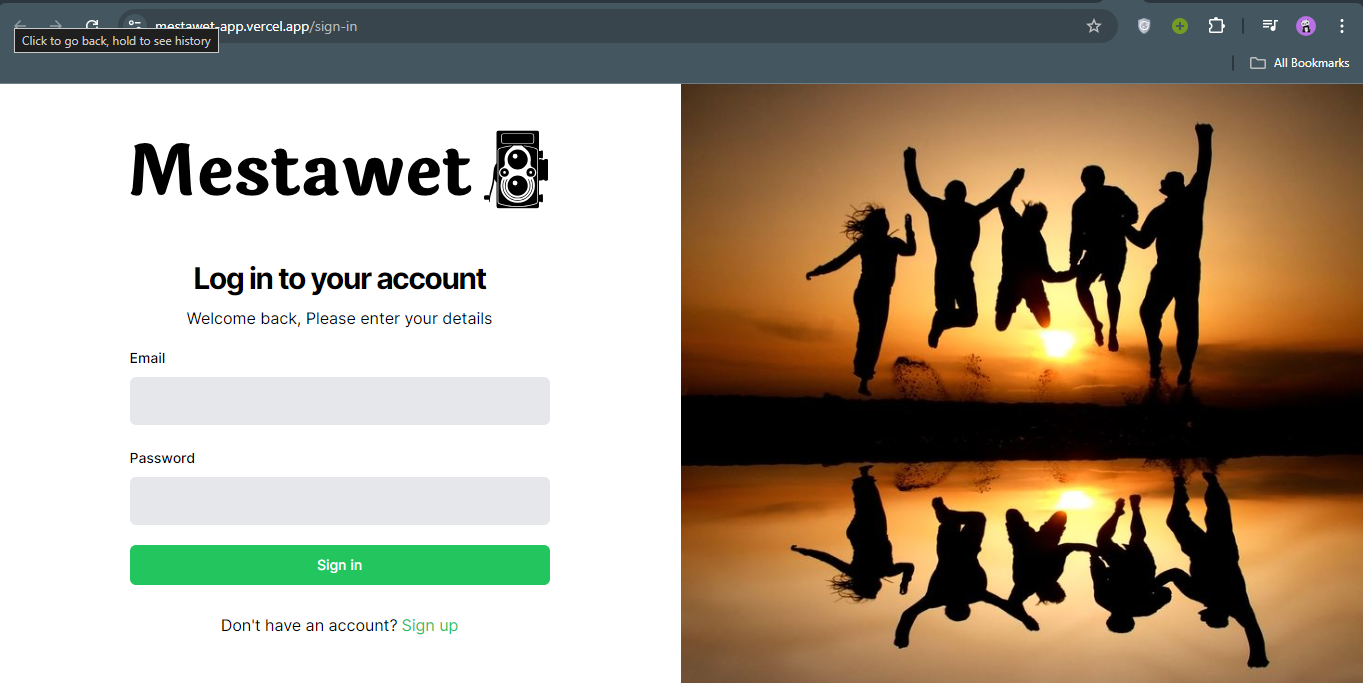 mestawet-app.vercel.app/sign-in
Click to go back, hold to see history
All Bookmarks
Mestawet
Log in to your account
Welcome back, Please enter your details
Email
Password
Sign in
Don't have an account? Sign up